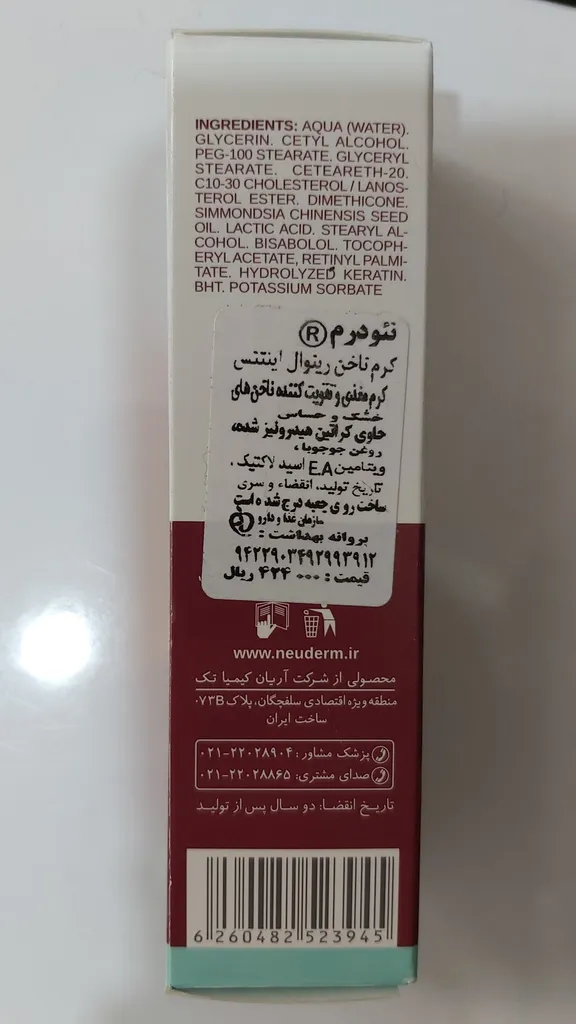 INGREDIENTS: AQUA (WATER).
GLYCERIN. CETYL ALCOHOL.
PEG-100 STEARATE. GLYCERYL
STEARATE. CETEARETH-20.
C10-30 CHOLESTEROL / LANOS-
TEROL ESTER. DIMETHICONE.
SIMMONDSIA CHINENSIS SEED
OIL. LACTIC ACID. STEARYL AL-
COHOL. BISABOLOL. TOCOPH-
ERYL ACETATE, RETINYL PALMI-
TATE. HYDROLYZED KERATIN.
BHT. POTASSIUM SORBATE
نئودرم ®
کرم ناخن رینوال اینتنس
کرم مغذی و تقویت کننده ناخن های
خشک و حساس
حاوی کراتین هیدرولیز شده،
روغن جوجوبا،
ویتامین E،A اسید لاکتیک.
تاریخ تولید، انقضاء و سری
ساخت روی جعبه درج شده است
سازمان غذا و دارو
پروانه بهداشت:
۹۴۲۲۹۰۳۴۹۲۹۹۳۹۱۲
قیمت: ۴۳۴۰۰۰ ریال
www.neuderm.ir
محصولی از شرکت آریان کیمیا تک
منطقه ویژه اقتصادی سلفچگان، پلاک ۰۷۳B
ساخت ایران
پزشک مشاور: ۰۲۱-۲۲۰۲۸۹۰۴
صدای مشتری: ۰۲۱-۲۲۰۲۸۸۶۵
تاریخ انقضا: دو سال پس از تولید
6 260482 523945